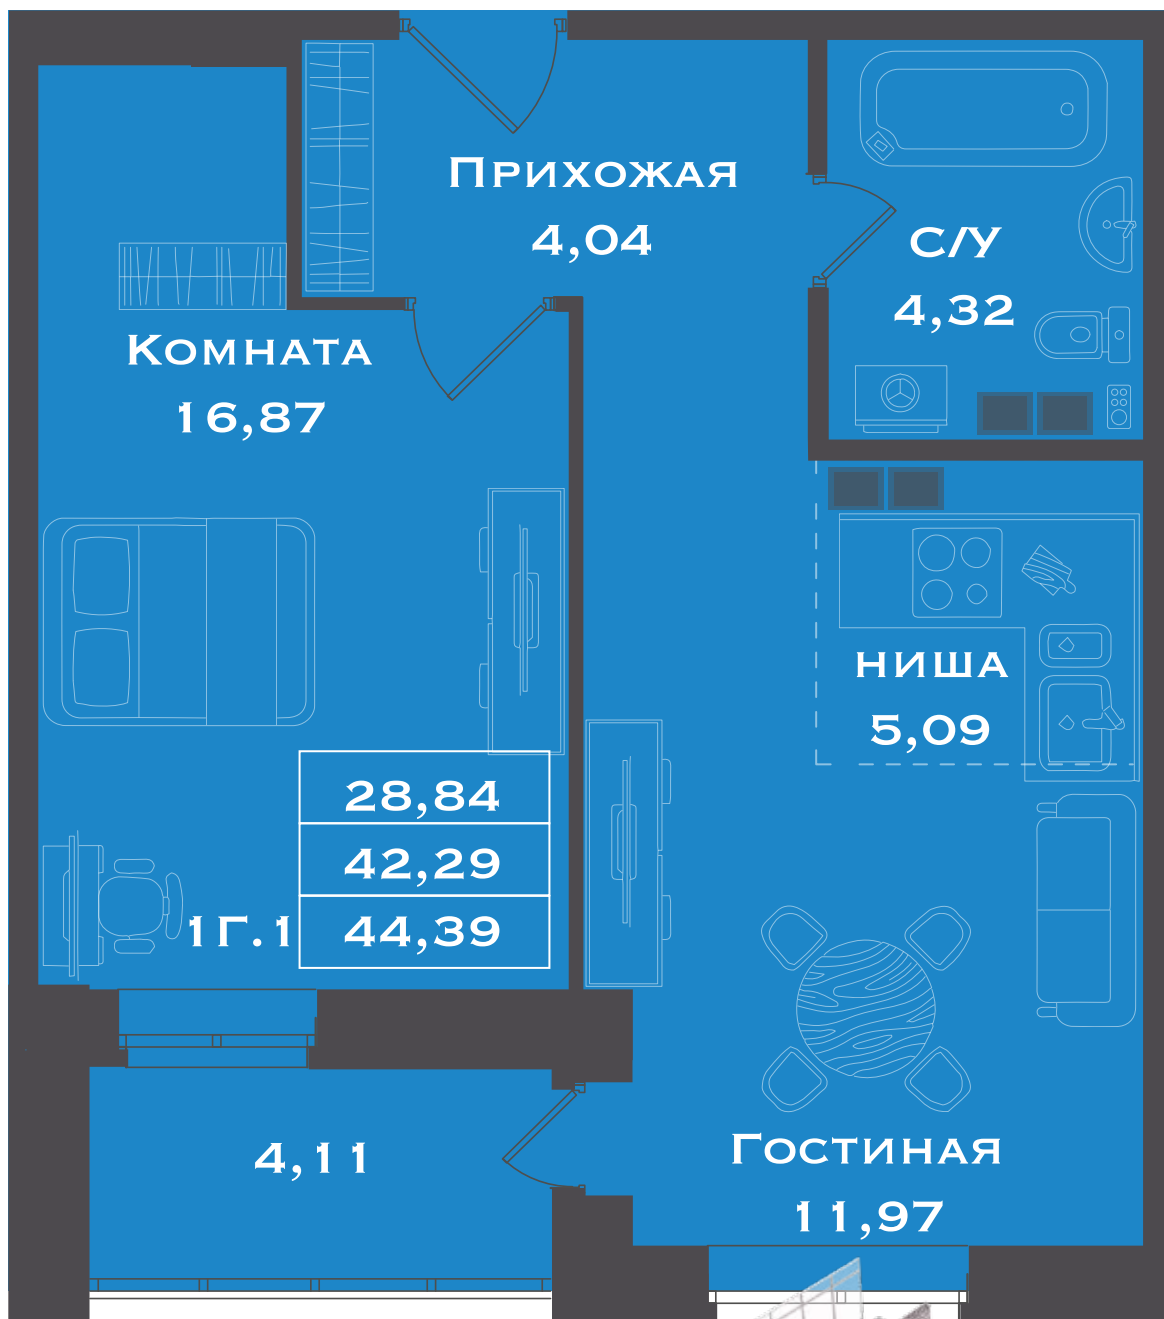 Прихожая
4,04
С/У
4,32
Комната
16,87
ниша
5,09
28,84
42,29
1Г.1 44,39
Гостиная
11,97
4,11